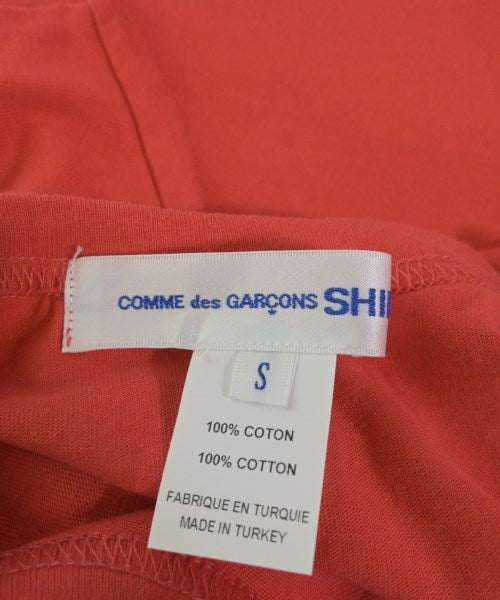 COMME des GARÇONS SHI
S
100% COTON
100% COTTON
FABRIQUE EN TURQUIE
MADE IN TURKEY